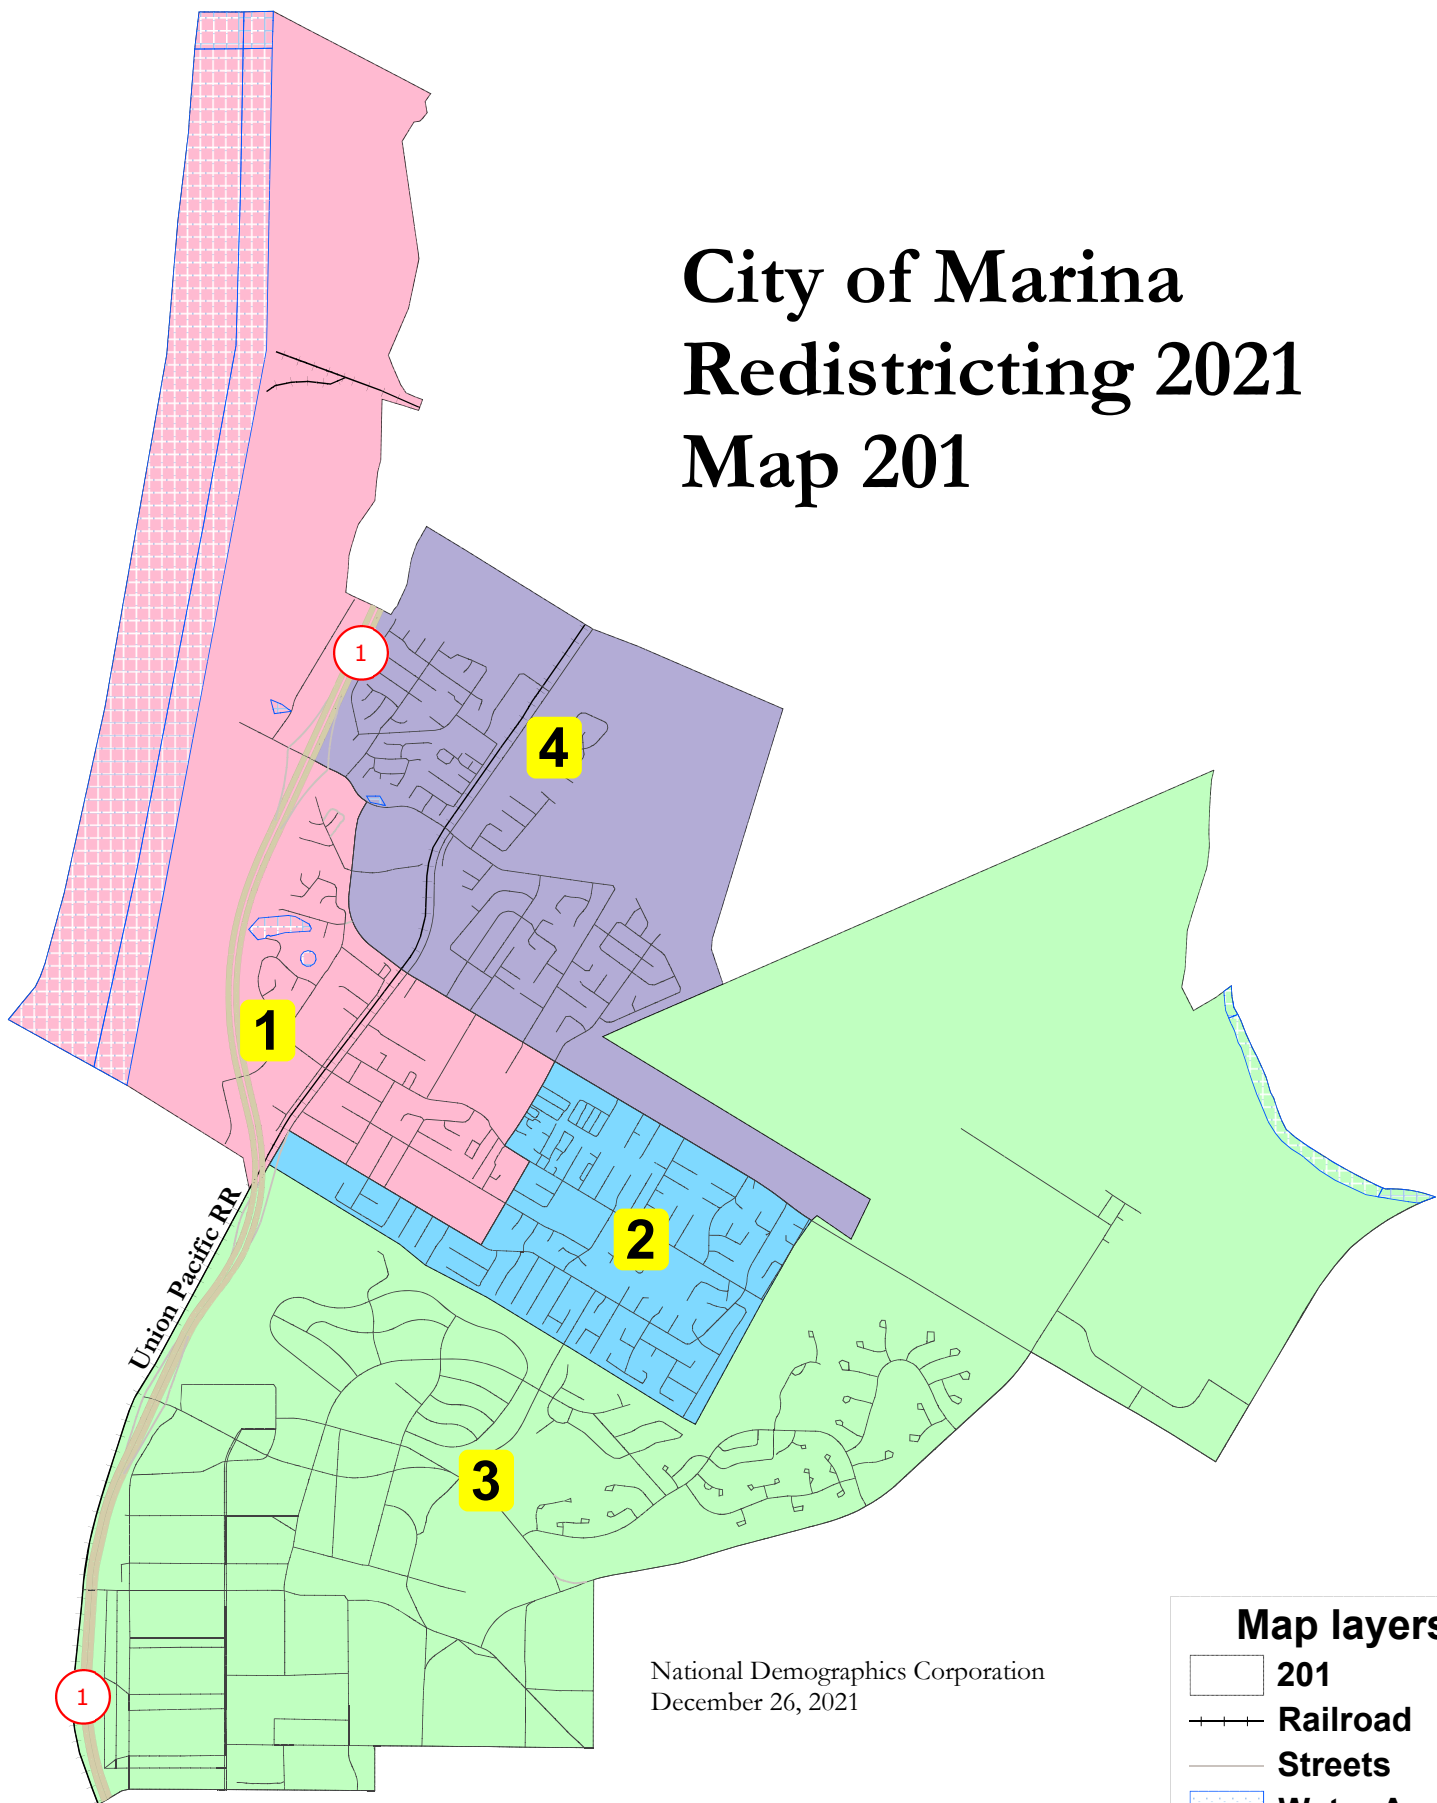 City of Marina
Redistricting 2021
Map 201
1
4
1
2
Union Pacific RR
3
1
National Demographics Corporation
December 26, 2021
Map layers
201
Railroad
Streets